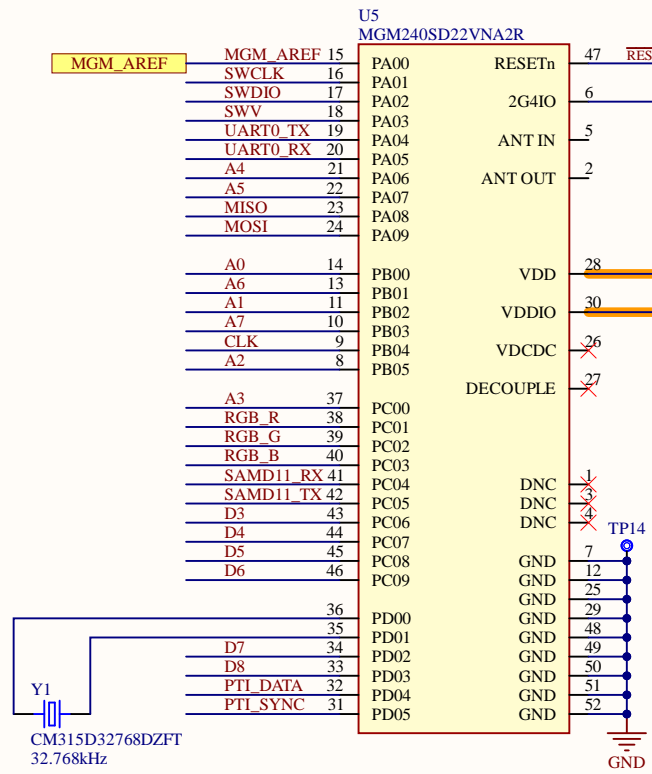 U5
MGM240SD22VNA2R
MGM_AREF MGM_AREF 15 PA00 RESETn 47 RES
SWCLK 16 PA01
SWDIO 17 PA02 2G4IO 6
SWV 18 PA03
UART0_TX 19 PA04 ANT IN 5
UART0_RX 20 PA05
A4 21 PA06 ANT OUT 2
A5 22 PA07
MISO 23 PA08
MOSI 24 PA09
A0 14 PB00 VDD 28
A6 13 PB01
A1 11 PB02 VDDIO 30
A7 10 PB03
CLK 9 PB04 VDCDC 26
A2 8 PB05
DECOUPLE 27
A3 37 PC00
RGB_R 38 PC01
RGB_G 39 PC02
RGB_B 40 PC03
SAMD11_RX 41 PC04 DNC 1
SAMD11_TX 42 PC05 DNC 3
D3 43 PC06 DNC 4
D4 44 PC07 TP14
D5 45 PC08 GND 7
D6 46 PC09 GND 12
GND 25
36 PD00 GND 29
35 PD01 GND 48
D7 34 PD02 GND 49
D8 33 PD03 GND 50
PTI_DATA 32 PD04 GND 51
PTI_SYNC 31 PD05 GND 52
Y1
CM315D32768DZFT
32.768kHz
GND